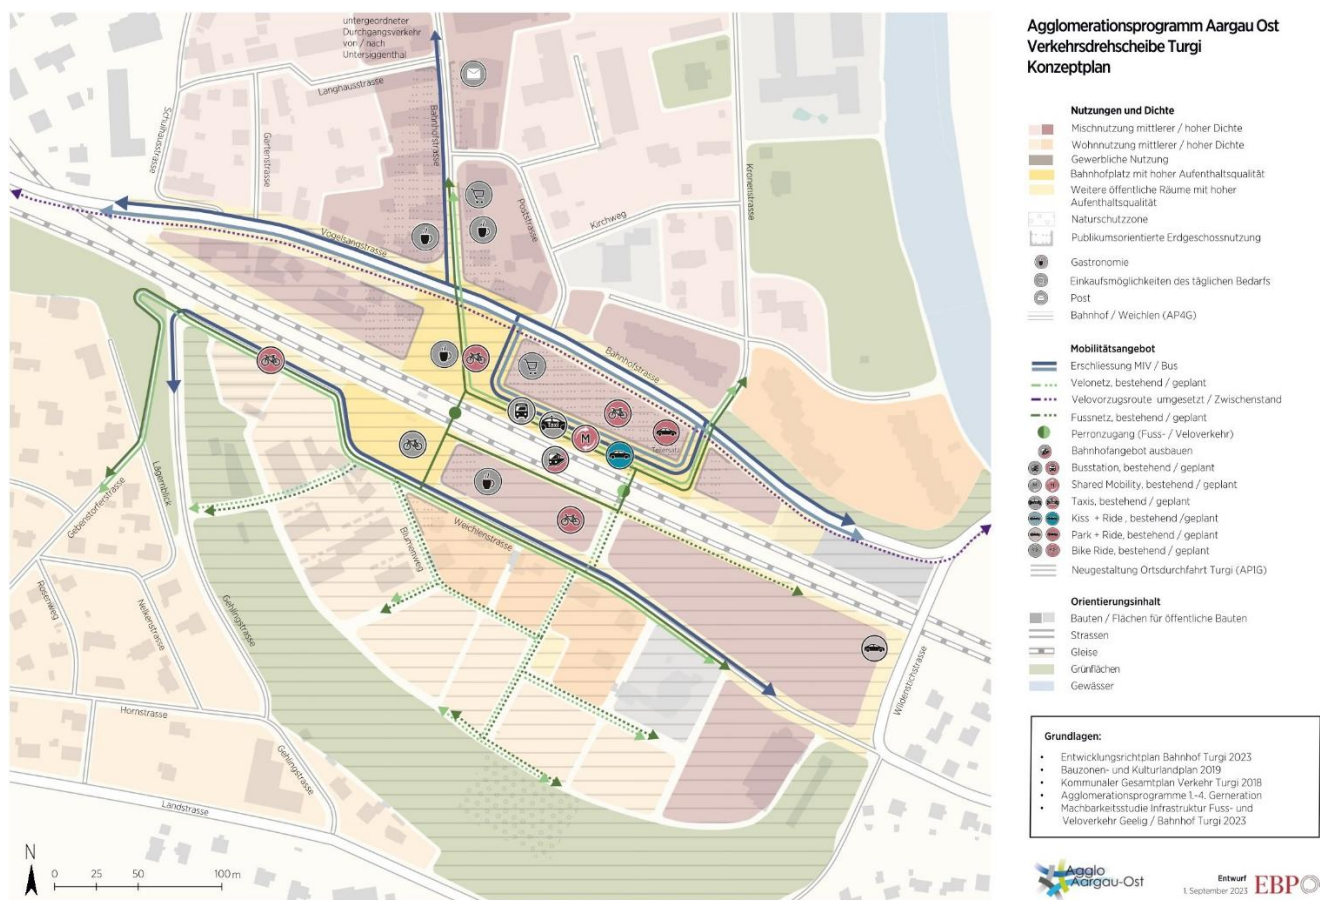 untergeordneter
Durchgangsverkehr
von / nach
Untersiggenthal
Langhausstrasse
Schulhausstrasse
Gartenstrasse
Bahnhofstrasse
Poststrasse
Kirchweg
Kronenstrasse
Vogelsangstrasse
Bahnhofstrasse
Taxi
M
Teilersatz
Lägernblick
Gebenstorferstrasse
Weichlenstrasse
Blumenweg
Rosenweg
Nelkenstrasse
Gehlingstrasse
Wildenstichstrasse
Hornstrasse
Gehlingstrasse
Landstrasse
N
0 25 50 100 m
Agglomerationsprogramm Aargau Ost
Verkehrsdrehscheibe Turgi
Konzeptplan
Nutzungen und Dichte
Mischnutzung mittlerer / hoher Dichte
Wohnnutzung mittlerer / hoher Dichte
Gewerbliche Nutzung
Bahnhofplatz mit hoher Aufenthaltsqualität
Weitere öffentliche Räume mit hoher
Aufenthaltsqualität
Naturschutzzone
Publikumsorientierte Erdgeschossnutzung
Gastronomie
Einkaufsmöglichkeiten des täglichen Bedarfs
Post
Bahnhof / Weichlen (AP4G)
Mobilitätsangebot
Erschliessung MIV / Bus
Velonetz, bestehend / geplant
Velovorzugsroute umgesetzt / Zwischenstand
Fussnetz, bestehend / geplant
Perronzugang (Fuss- / Veloverkehr)
Bahnhofangebot ausbauen
Busstation, bestehend / geplant
Shared Mobility, bestehend / geplant
Taxis, bestehend / geplant
Kiss + Ride , bestehend /geplant
Park + Ride, bestehend / geplant
Bike Ride, bestehend / geplant
Neugestaltung Ortsdurchfahrt Turgi (AP1G)
Orientierungsinhalt
Bauten / Flächen für öffentliche Bauten
Strassen
Gleise
Grünflächen
Gewässer
Grundlagen:
• Entwicklungsrichtplan Bahnhof Turgi 2023
• Bauzonen- und Kulturlandplan 2019
• Kommunaler Gesamtplan Verkehr Turgi 2018
• Agglomerationsprogramme 1.-4. Gerneration
• Machbarkeitsstudie Infrastruktur Fuss- und
Veloverkehr Geelig / Bahnhof Turgi 2023
Agglo
Aargau-Ost
Entwurf
1. September 2023
EBP